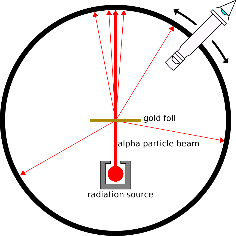 gold foil
alpha particle beam
radiation source